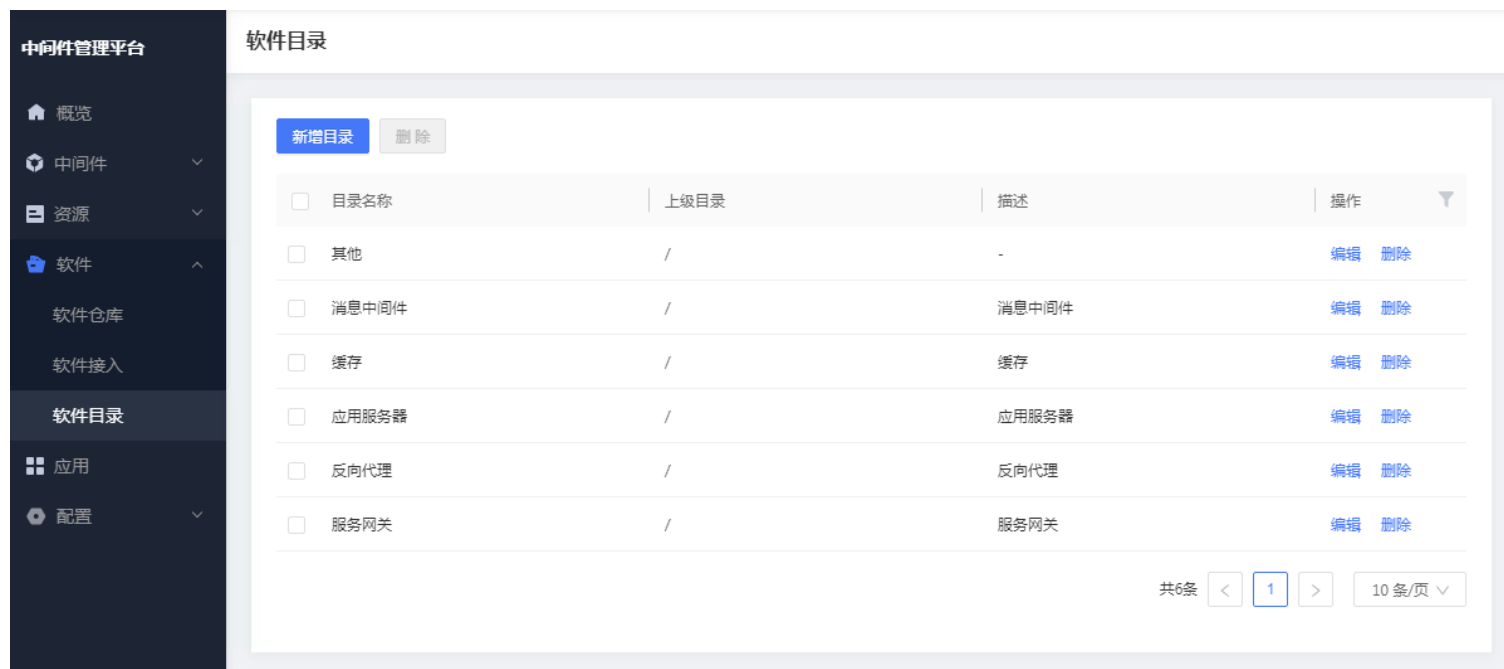 中间件管理平台
概览
中间件
资源
软件
软件仓库
软件接入
软件目录
应用
配置
软件目录
新增目录 删 除
目录名称 上级目录 描述 操作
其他 / - 编辑 删除
消息中间件 / 消息中间件 编辑 删除
缓存 / 缓存 编辑 删除
应用服务器 / 应用服务器 编辑 删除
反向代理 / 反向代理 编辑 删除
服务网关 / 服务网关 编辑 删除
共6条 < 1 > 10 条/页